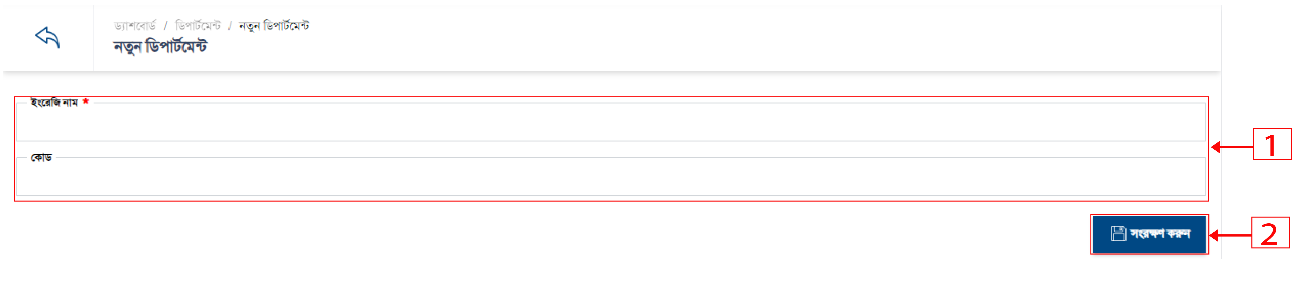 ড্যাশবোর্ড / ডিপার্টমেন্ট / নতুন ডিপার্টমেন্ট
নতুন ডিপার্টমেন্ট
ইংরেজি নাম *
1
কোড
সংরক্ষণ করুন
2